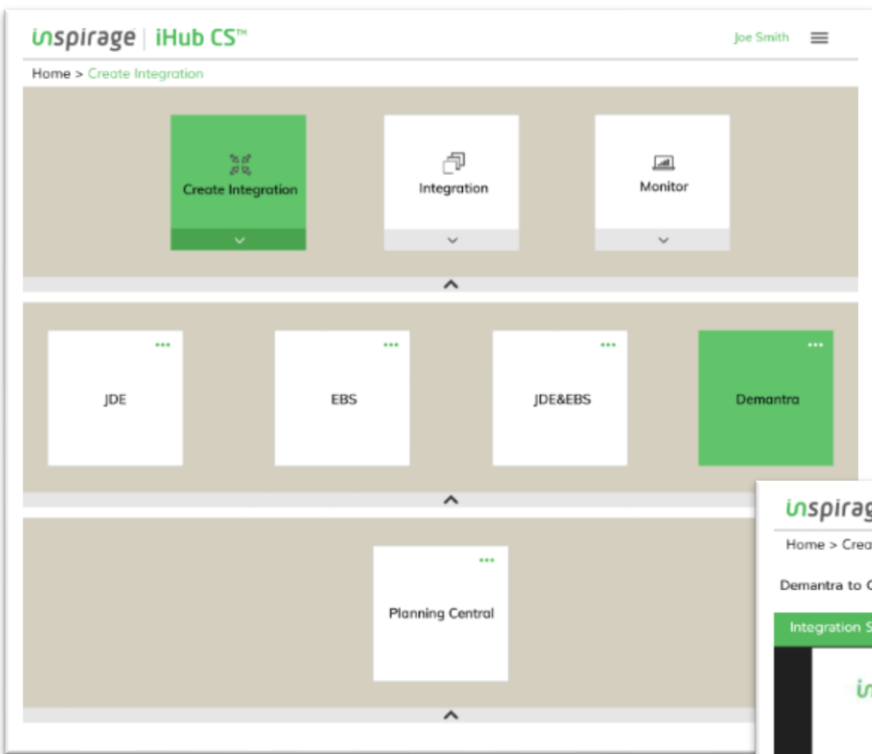 inspirage | iHub CS™
Joe Smith
Home > Create Integration
Create Integration
Integration
Monitor
JDE
EBS
JDE&EBS
Demantra
Planning Central
inspirag
Home > Crea
Demantra to
Integration S
in